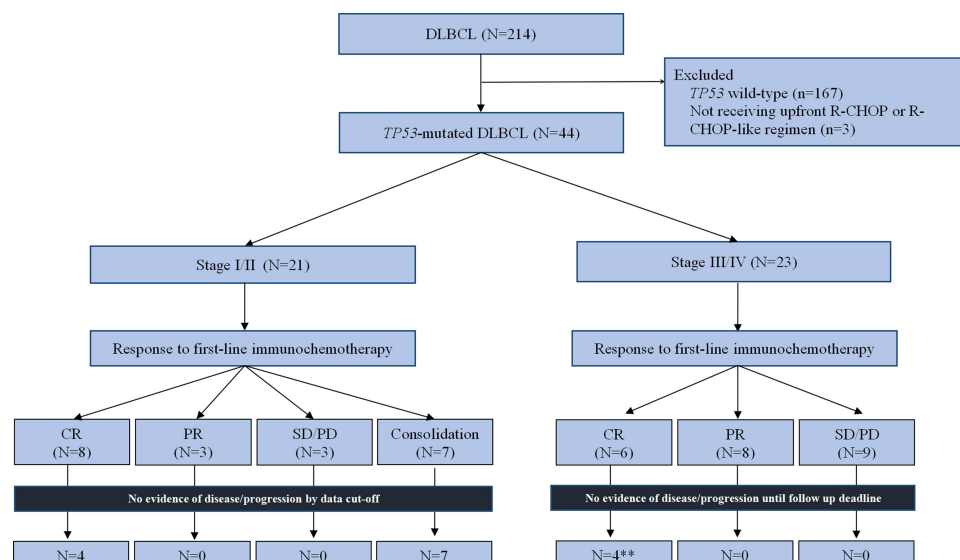 DLBCL (N=214)
Excluded
TP53 wild-type (n=167)
Not receiving upfront R-CHOP or R-
CHOP-like regimen (n=3)
TP53-mutated DLBCL (N=44)
Stage I/II (N=21)
Stage III/IV (N=23)
Response to first-line immunochemotherapy
Response to first-line immunochemotherapy
CR
(N=8)
PR
(N=3)
SD/PD
(N=3)
Consolidation
(N=7)
CR
(N=6)
PR
(N=8)
SD/PD
(N=9)
No evidence of disease/progression by data cut-off
No evidence of disease/progression until follow up deadline
N=4
N=0
N=0
N=7
N=4**
N=0
N=0